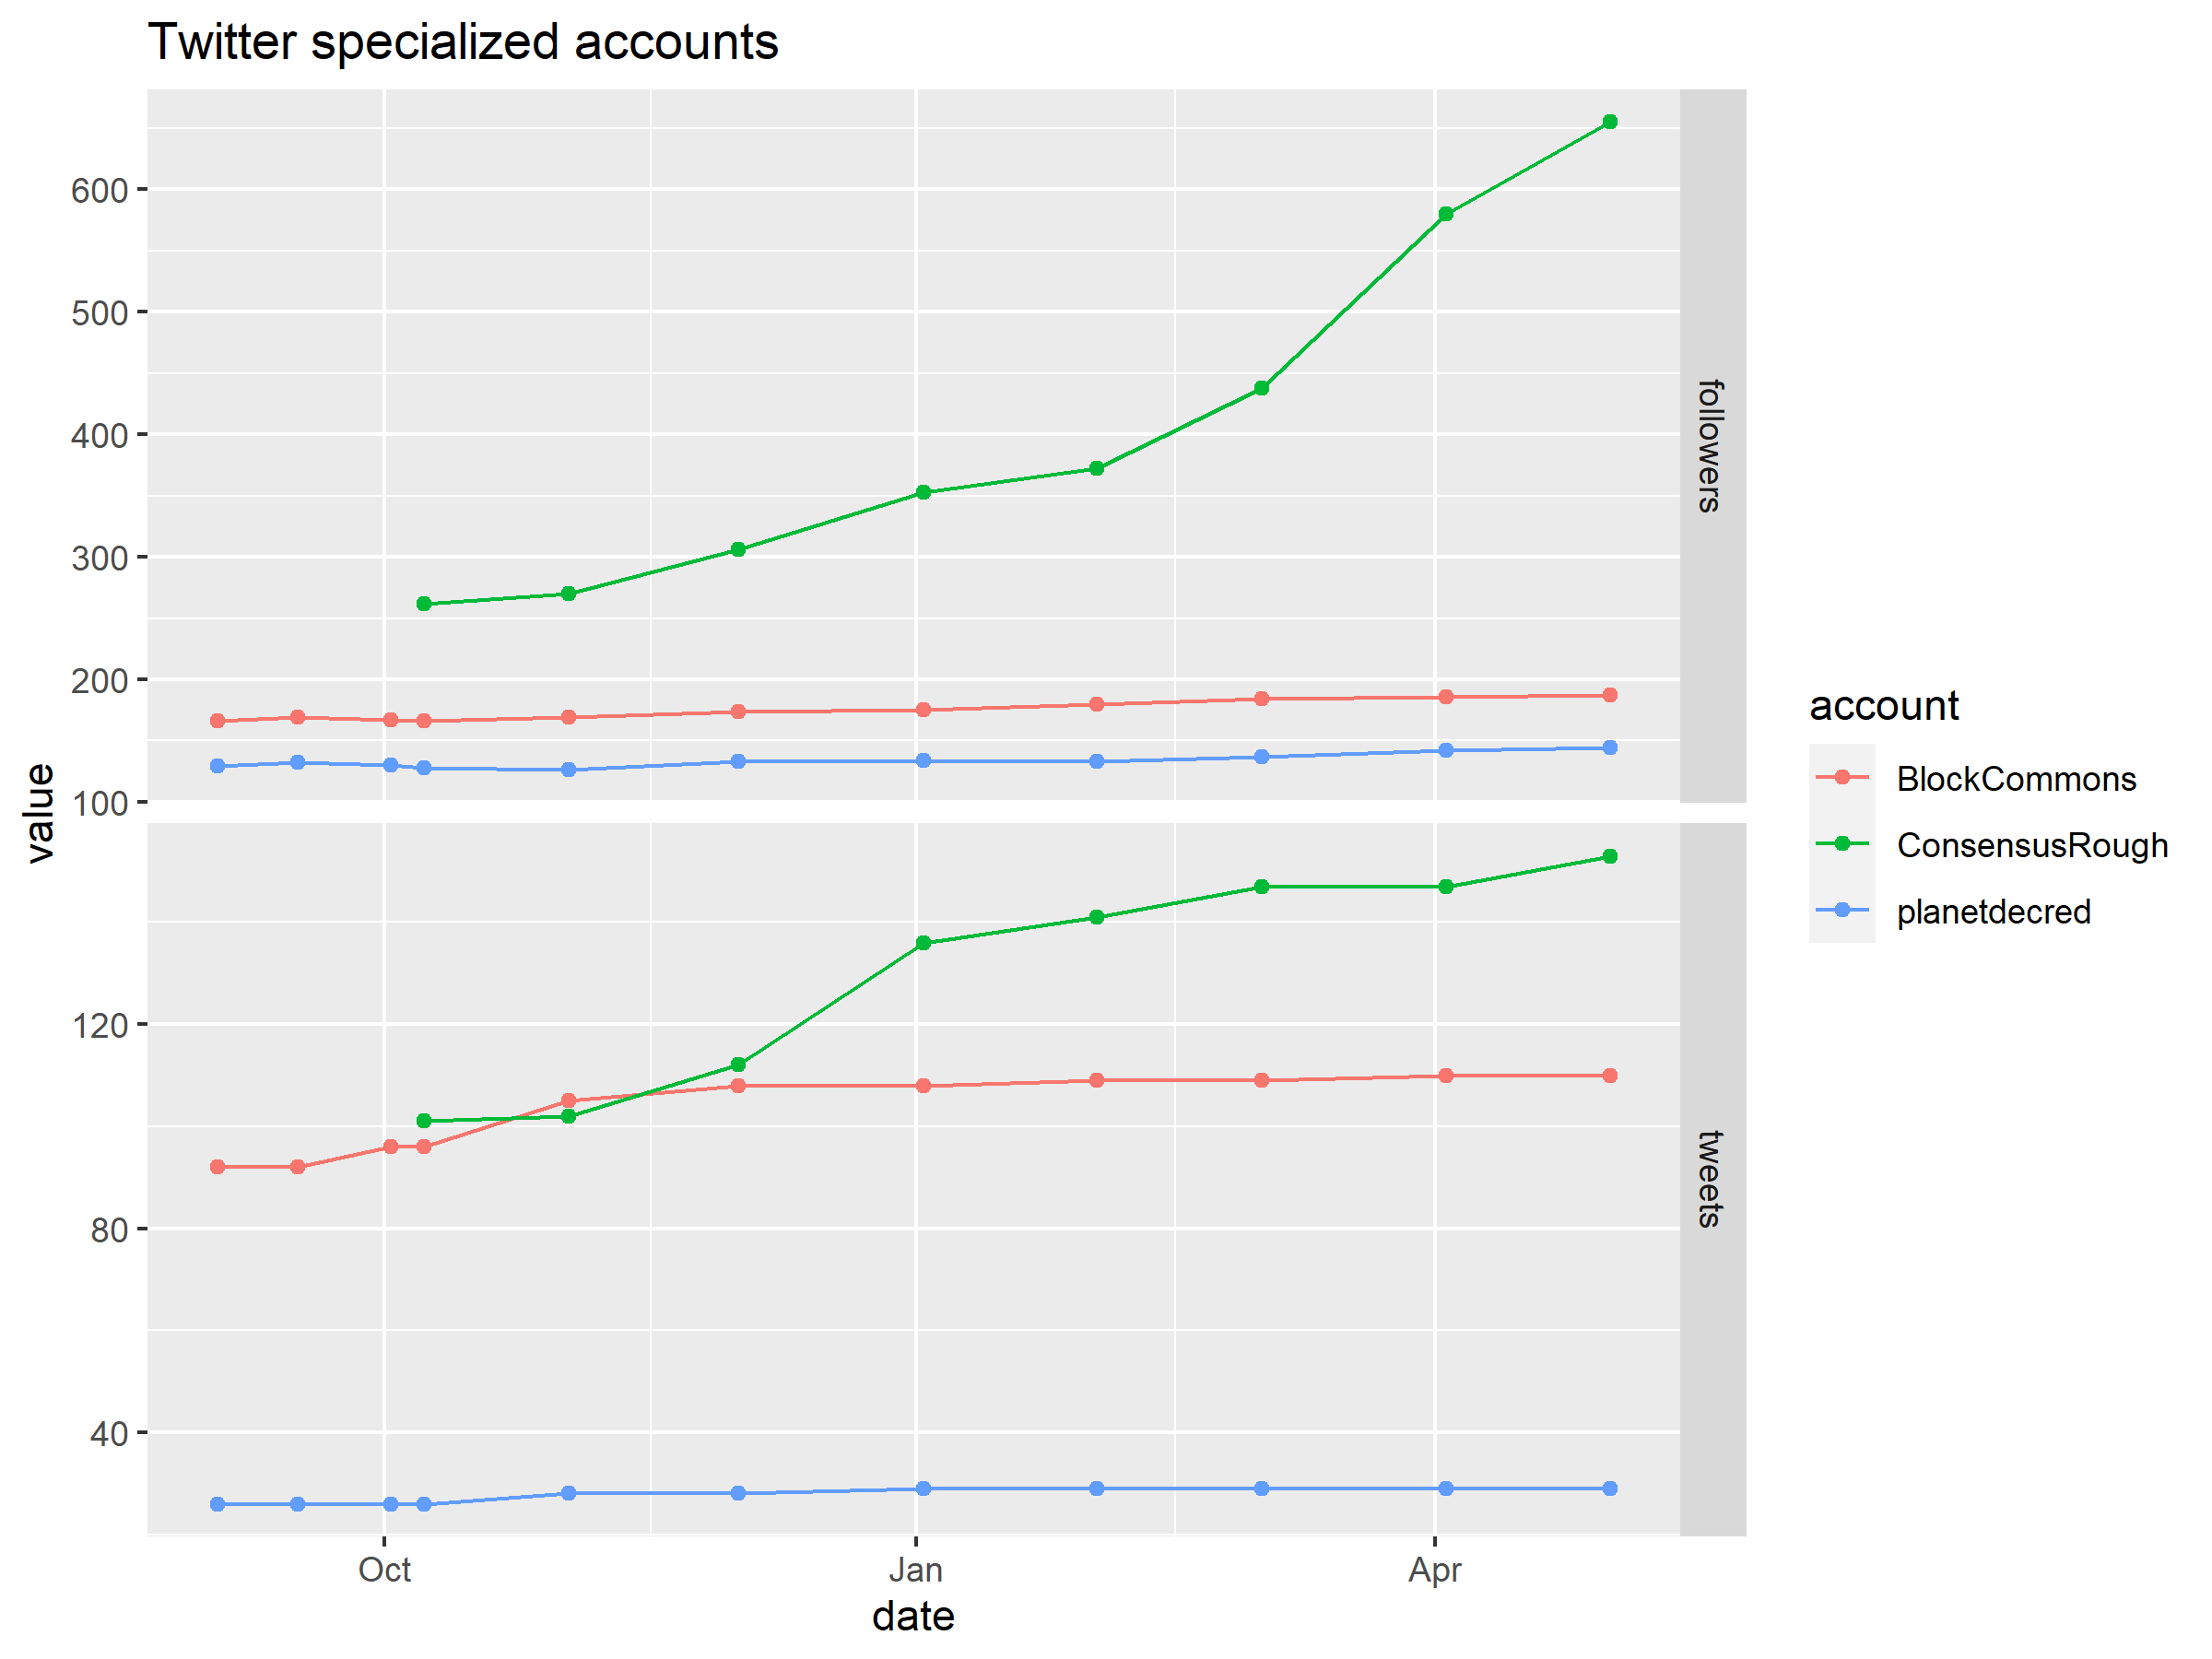 Twitter specialized accounts
600
500
400
300
200
100
followers
value
120
80
40
tweets
Oct
Jan
Apr
date
account
BlockCommons
ConsensusRough
planetdecred